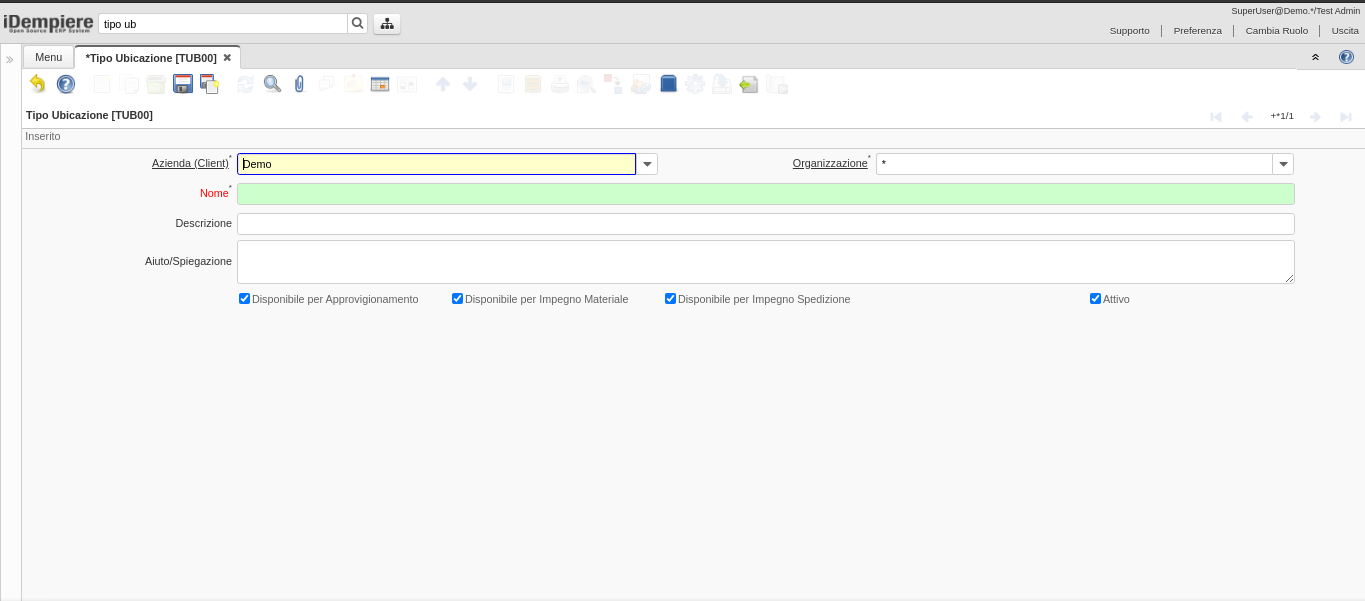 SuperUser@Demo.*/Test Admin
iDempiere
Open Source ERP System
tipo ub
Supporto Preferenza Cambia Ruolo Uscita
Menu *Tipo Ubicazione [TUB00]
Tipo Ubicazione [TUB00] +*1/1
Inserito
Azienda (Client)* Demo Organizzazione* *
Nome*
Descrizione
Aiuto/Spiegazione
Disponibile per Approvigionamento Disponibile per Impegno Materiale Disponibile per Impegno Spedizione Attivo